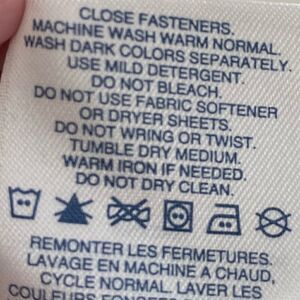 CLOSE FASTENERS.
MACHINE WASH WARM NORMAL.
WASH DARK COLORS SEPARATELY.
USE MILD DETERGENT.
DO NOT BLEACH.
DO NOT USE FABRIC SOFTENER
OR DRYER SHEETS.
DO NOT WRING OR TWIST.
TUMBLE DRY MEDIUM.
WARM IRON IF NEEDED.
DO NOT DRY CLEAN.
REMONTER LES FERMETURES.
LAVAGE EN MACHINE A CHAUD,
CYCLE NORMAL. LAVER LES
COULEURS FONCÉES